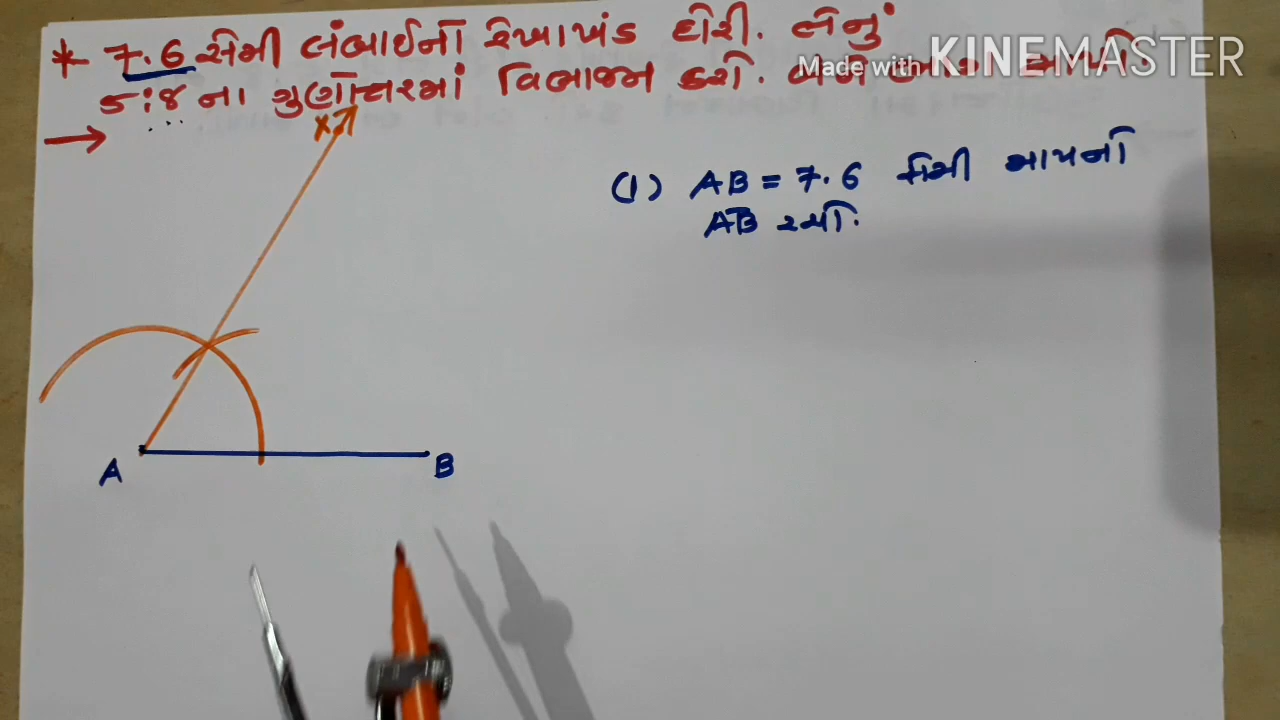 * 7.6 સેમી લંબાઈનો રેખાખંડ દોરી. તેનું
Made with KINEMASTER
5:8 ના ગુણોત્તરમાં વિભાજન કરો.
X
(1) AB = 7.6 સેમી માપનો
AB રચો.
A
B